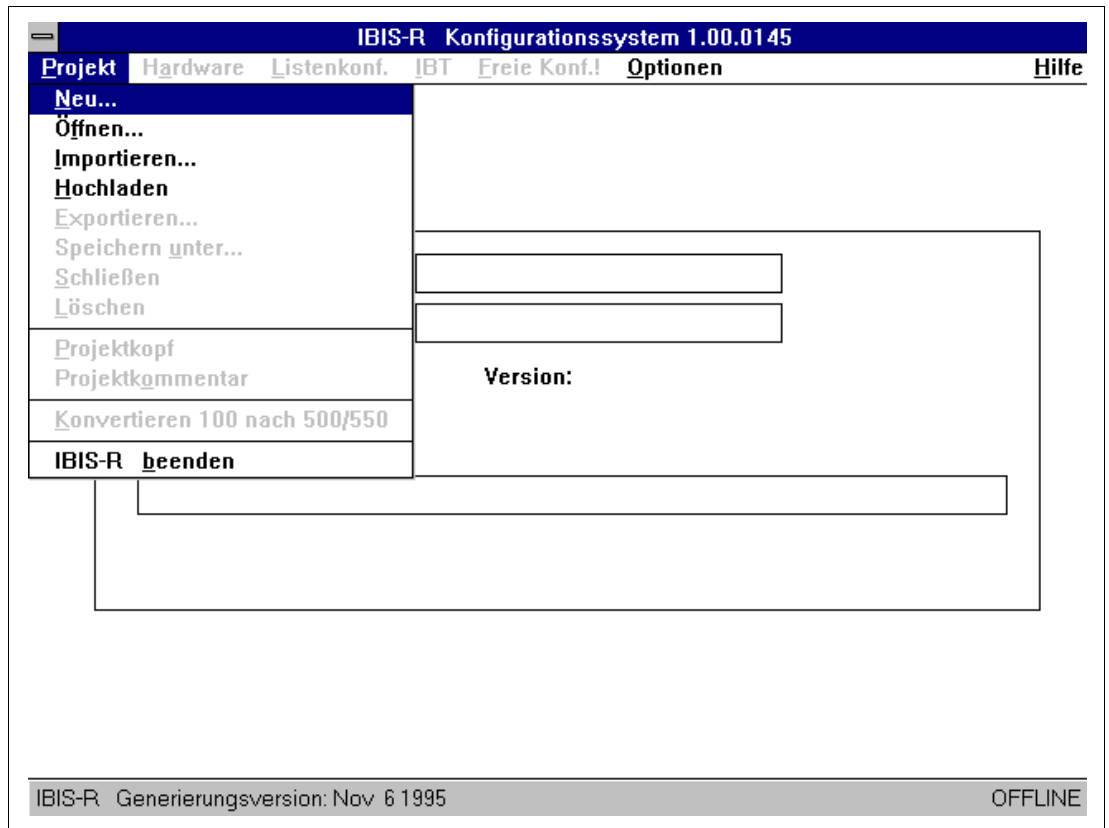 IBIS-R Konfigurationssystem 1.00.0145
Projekt Hardware Listenkonf. IBT Freie Konf.! Optionen Hilfe
Neu...
Öffnen...
Importieren...
Hochladen
Exportieren...
Speichern unter...
Schließen
Löschen
Projektkopf
Projektkommentar
Version:
Konvertieren 100 nach 500/550
IBIS-R beenden
IBIS-R Generierungsversion: Nov 6 1995 OFFLINE